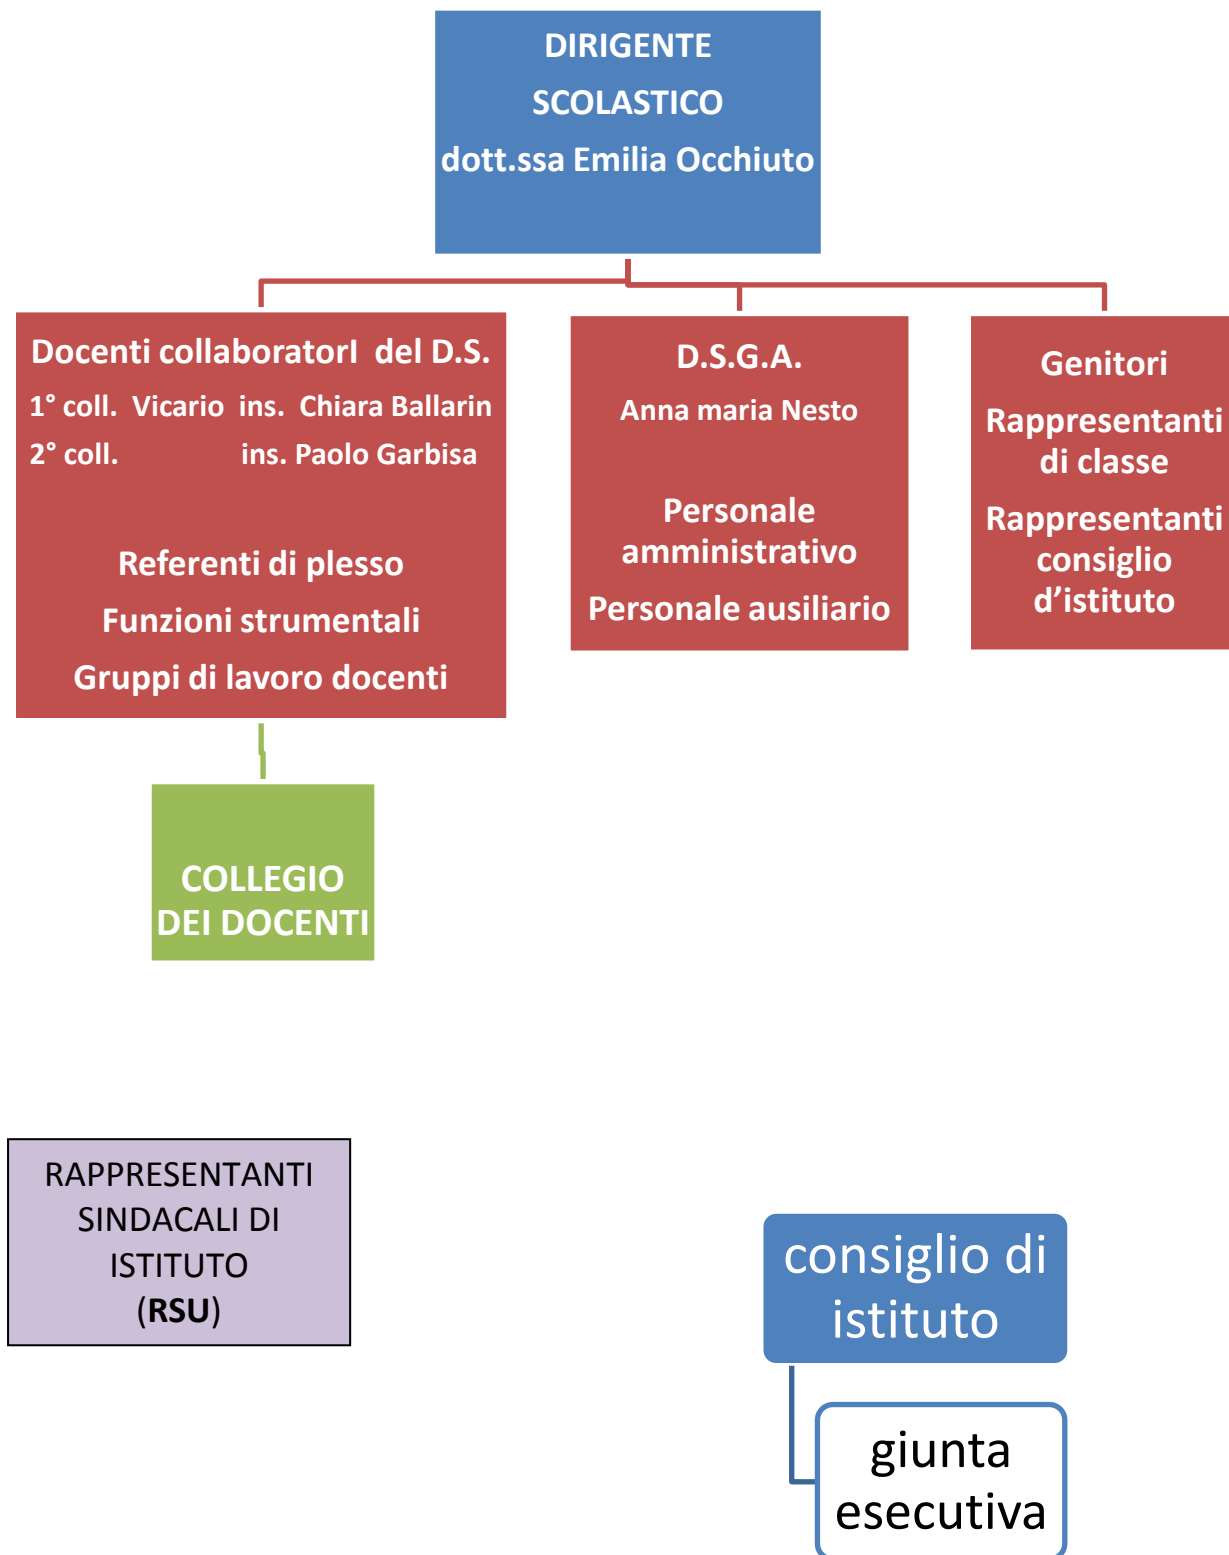 DIRIGENTE
SCOLASTICO
dott.ssa Emilia Occhiuto
Docenti collaboratorI del D.S.
1° coll. Vicario ins. Chiara Ballarin
2° coll. ins. Paolo Garbisa
Referenti di plesso
Funzioni strumentali
Gruppi di lavoro docenti
D.S.G.A.
Anna maria Nesto
Personale
amministrativo
Personale ausiliario
Genitori
Rappresentanti
di classe
Rappresentanti
consiglio
d’istituto
COLLEGIO
DEI DOCENTI
RAPPRESENTANTI
SINDACALI DI
ISTITUTO
(RSU)
consiglio di
istituto
giunta
esecutiva